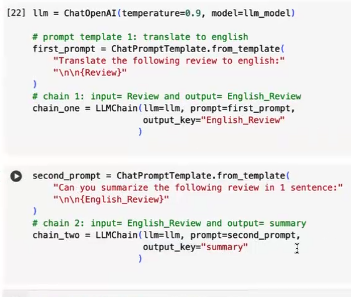 [22] llm = ChatOpenAI(temperature=0.9, model=llm_model)
# prompt template 1: translate to english
first_prompt = ChatPromptTemplate.from_template(
"Translate the following review to english:"
"\n\n{Review}"
)
# chain 1: input= Review and output= English_Review
chain_one = LLMChain(llm=llm, prompt=first_prompt,
output_key="English_Review"
)
second_prompt = ChatPromptTemplate.from_template(
"Can you summarize the following review in 1 sentence:"
"\n\n{English_Review}"
)
# chain 2: input= English_Review and output= summary
chain_two = LLMChain(llm=llm, prompt=second_prompt,
output_key="summary"
)